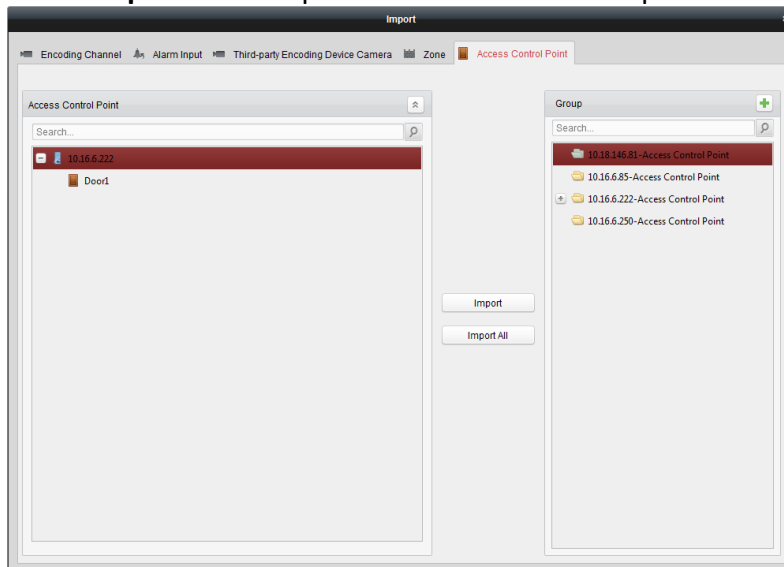 Import
Encoding Channel Alarm Input Third-party Encoding Device Camera Zone Access Control Point
Access Control Point
Search...
10.16.6.222
Door1
Import
Import All
Group
Search...
10.18.146.81-Access Control Point
10.16.6.85-Access Control Point
10.16.6.222-Access Control Point
10.16.6.250-Access Control Point